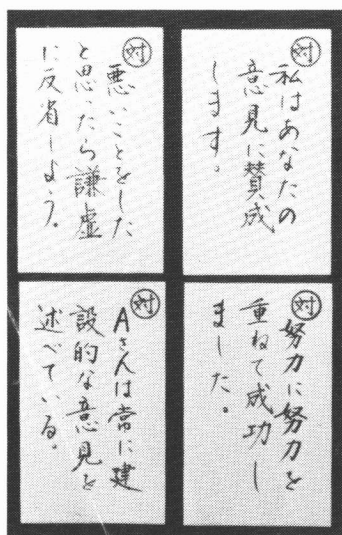 対
私はあなたの
意見に賛成
します。
対
悪いことをした
と思ったら謙虚
に反省しよう。
対
努力に努力を
重ねて成功し
ました。
対
Aさんは常に建
設的な意見を
述べている。